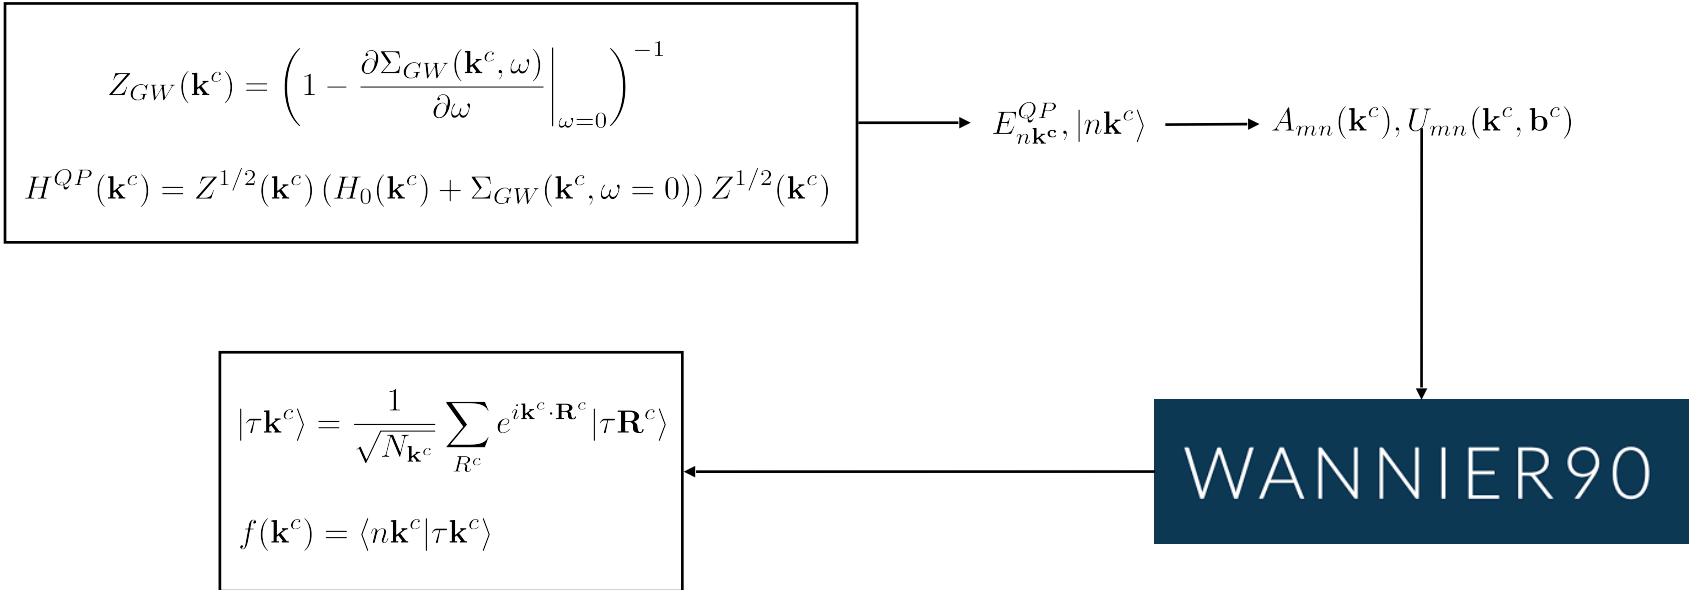 $Z_{GW}(\mathbf{k}^c) = \left(1 - \frac{\partial \Sigma_{GW}(\mathbf{k}^c, \omega)}{\partial \omega}\Big|_{\omega=0}\right)^{-1}$
$H^{QP}(\mathbf{k}^c) = Z^{1/2}(\mathbf{k}^c) \left(H_0(\mathbf{k}^c) + \Sigma_{GW}(\mathbf{k}^c, \omega = 0)\right) Z^{1/2}(\mathbf{k}^c)$
$E^{QP}_{n\mathbf{k^c}}, |n\mathbf{k}^c\rangle$
$A_{mn}(\mathbf{k}^c), U_{mn}(\mathbf{k}^c, \mathbf{b}^c)$
WANNIER90
$|\tau\mathbf{k}^c\rangle = \frac{1}{\sqrt{N_{\mathbf{k}^c}}} \sum_{R^c} e^{i\mathbf{k}^c \cdot \mathbf{R}^c} |\tau\mathbf{R}^c\rangle$
$f(\mathbf{k}^c) = \langle n\mathbf{k}^c | \tau\mathbf{k}^c \rangle$